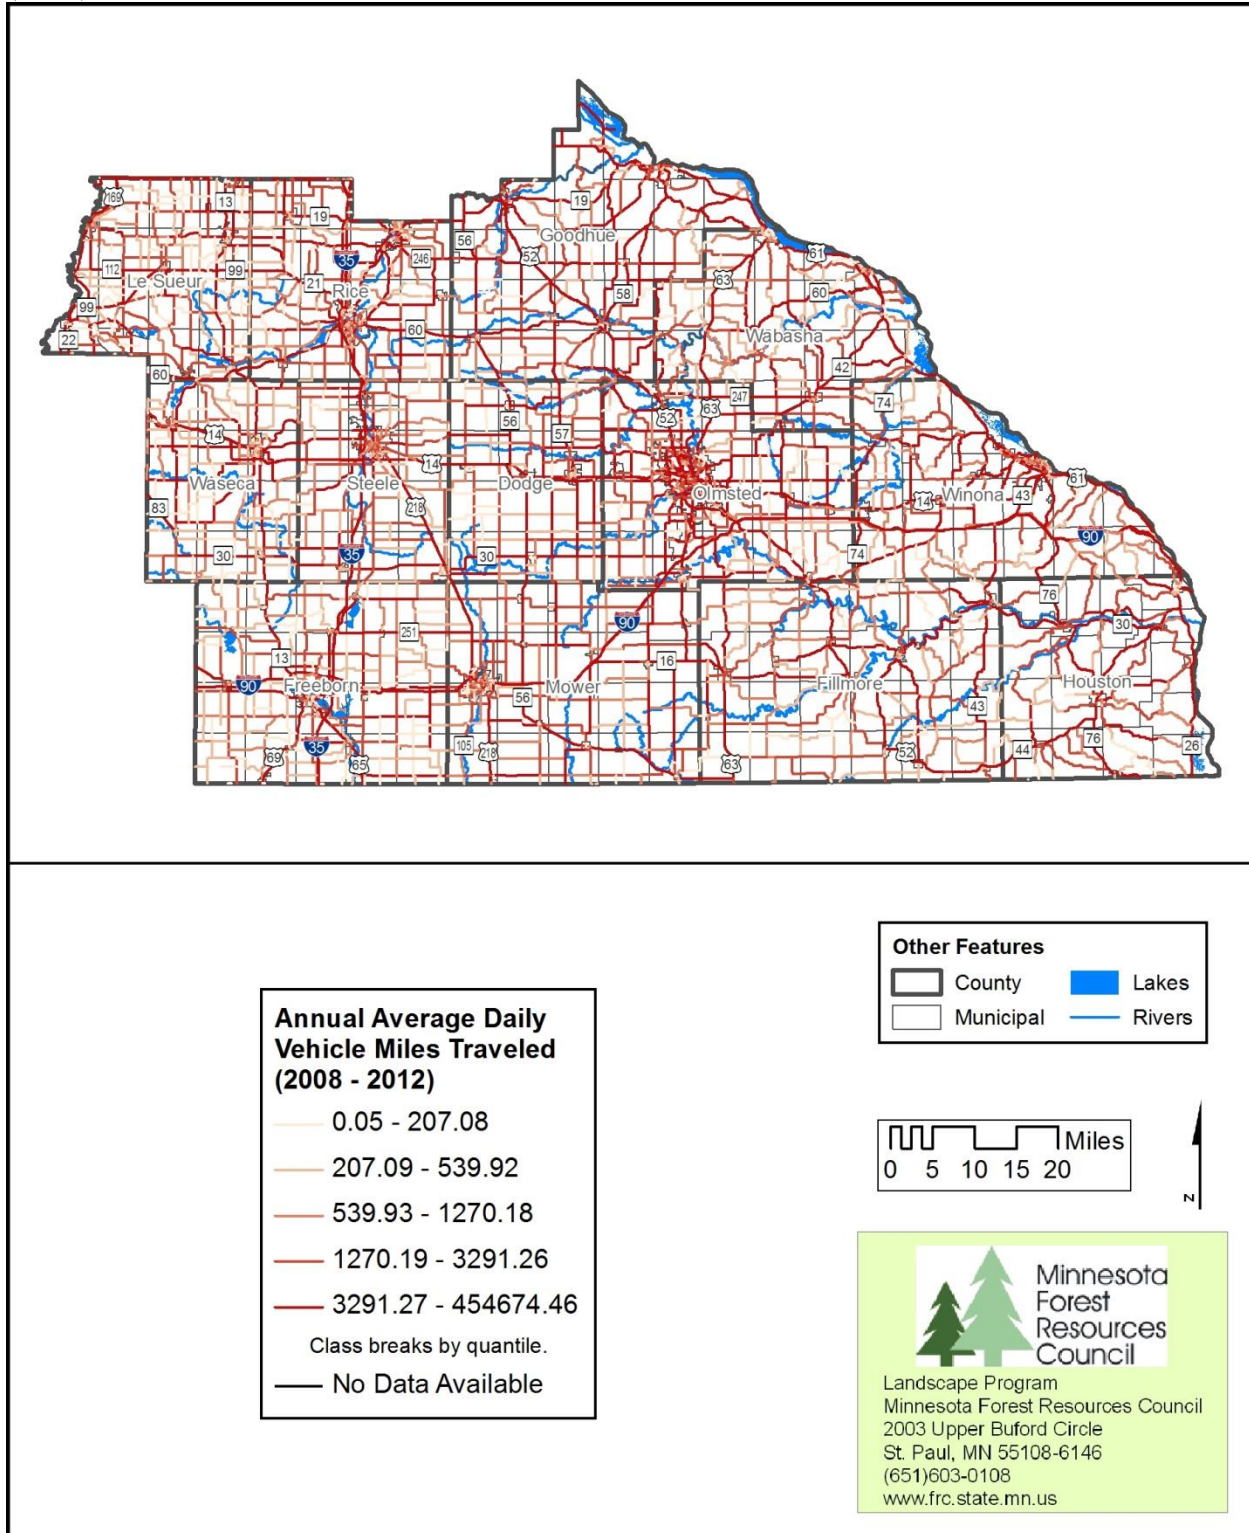 169
13
19
19
56
Goodhue
35
246
52
61
112
99
Le Sueur
21
Rice
63
60
58
99
60
Wabasha
22
42
60
247
74
52
63
56
14
57
14
Waseca
Steele
Dodge
Olmsted
14
Winona
43
61
83
218
90
30
35
30
74
76
251
90
30
13
16
90
Freeborn
56
Mower
Fillmore
Houston
43
35
105
218
44
76
26
69
65
63
52
Other Features
County
Lakes
Municipal
Rivers
Annual Average Daily
Vehicle Miles Traveled
(2008 - 2012)
0.05 - 207.08
207.09 - 539.92
539.93 - 1270.18
1270.19 - 3291.26
3291.27 - 454674.46
Class breaks by quantile.
No Data Available
Miles
0 5 10 15 20
N
Minnesota
Forest
Resources
Council
Landscape Program
Minnesota Forest Resources Council
2003 Upper Buford Circle
St. Paul, MN 55108-6146
(651)603-0108
www.frc.state.mn.us